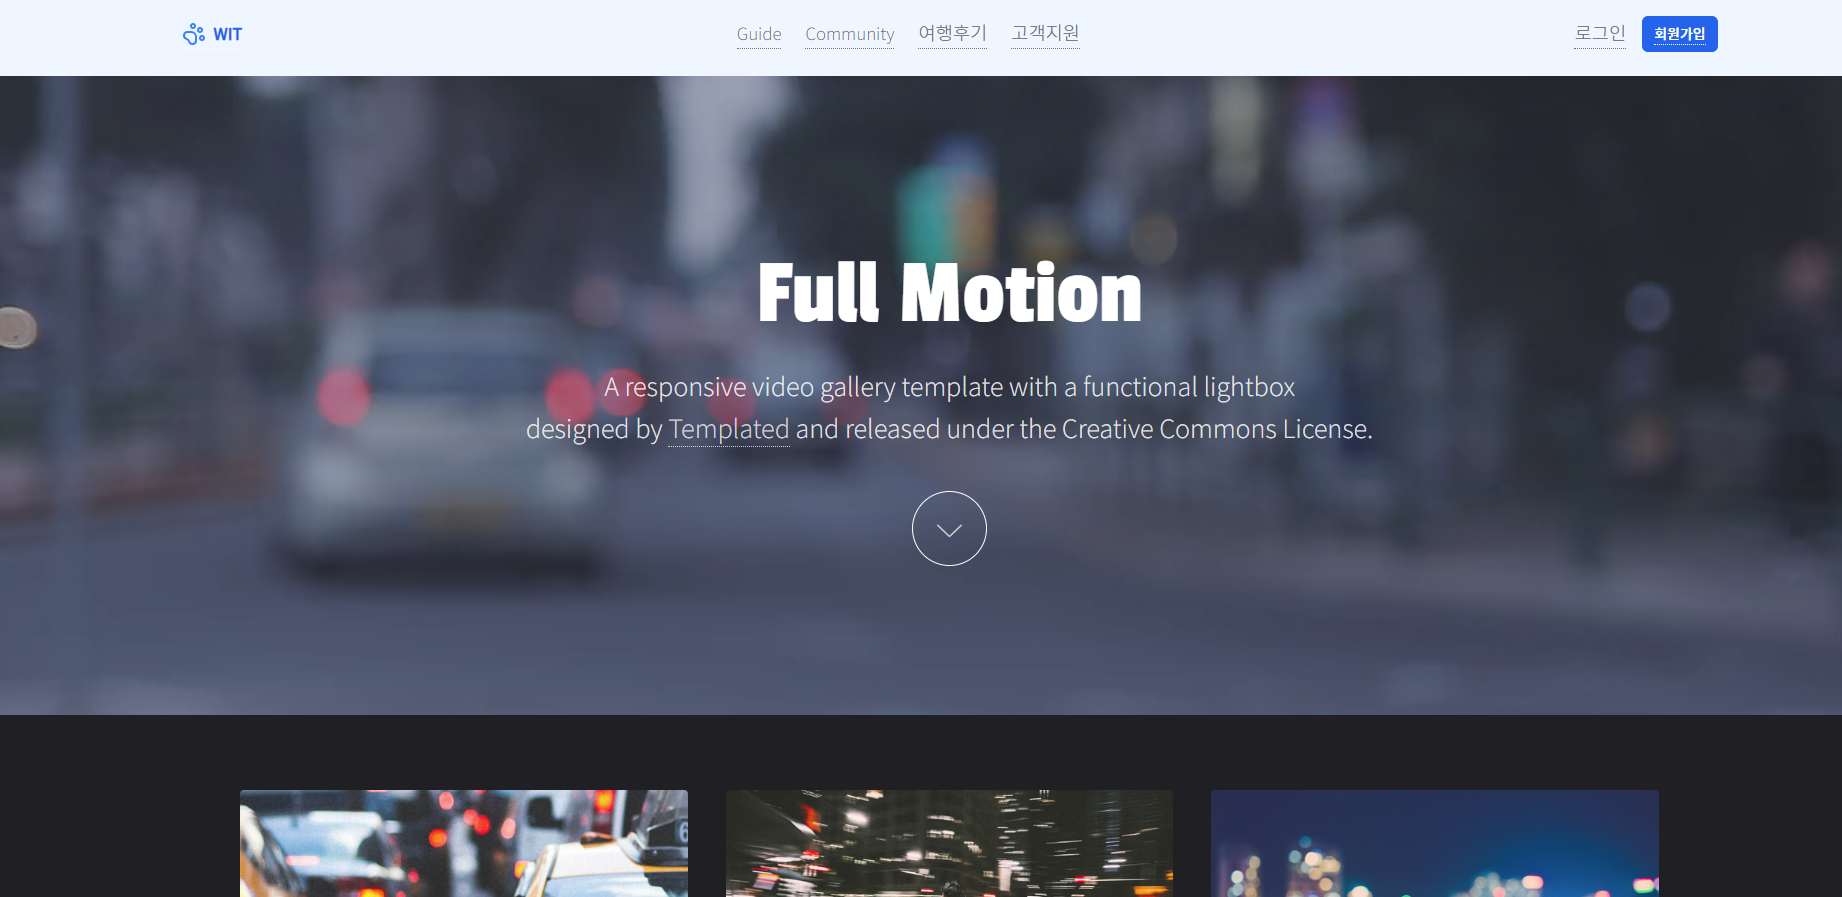 WIT
Guide Community 여행후기 고객지원
로그인 회원가입
Full Motion
A responsive video gallery template with a functional lightbox
designed by Templated and released under the Creative Commons License.
6